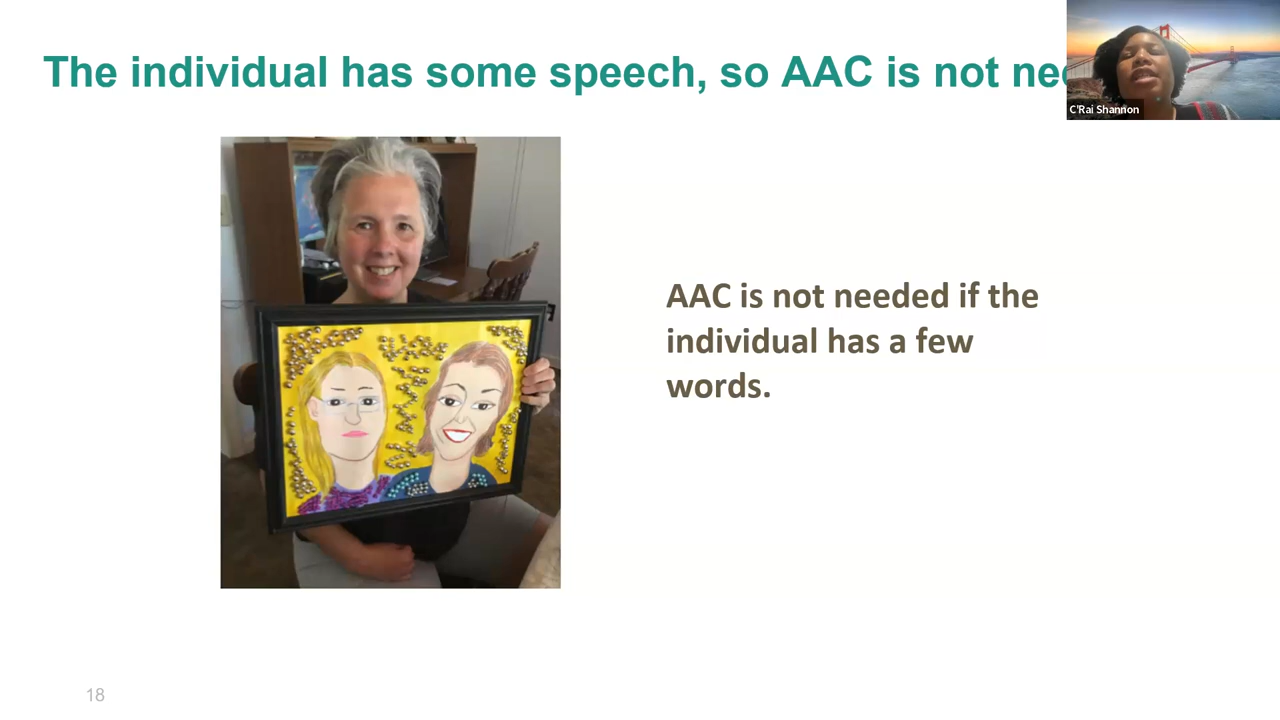 The individual has some speech, so AAC is not
C'Rai Shannon
AAC is not needed if the
individual has a few
words.
18